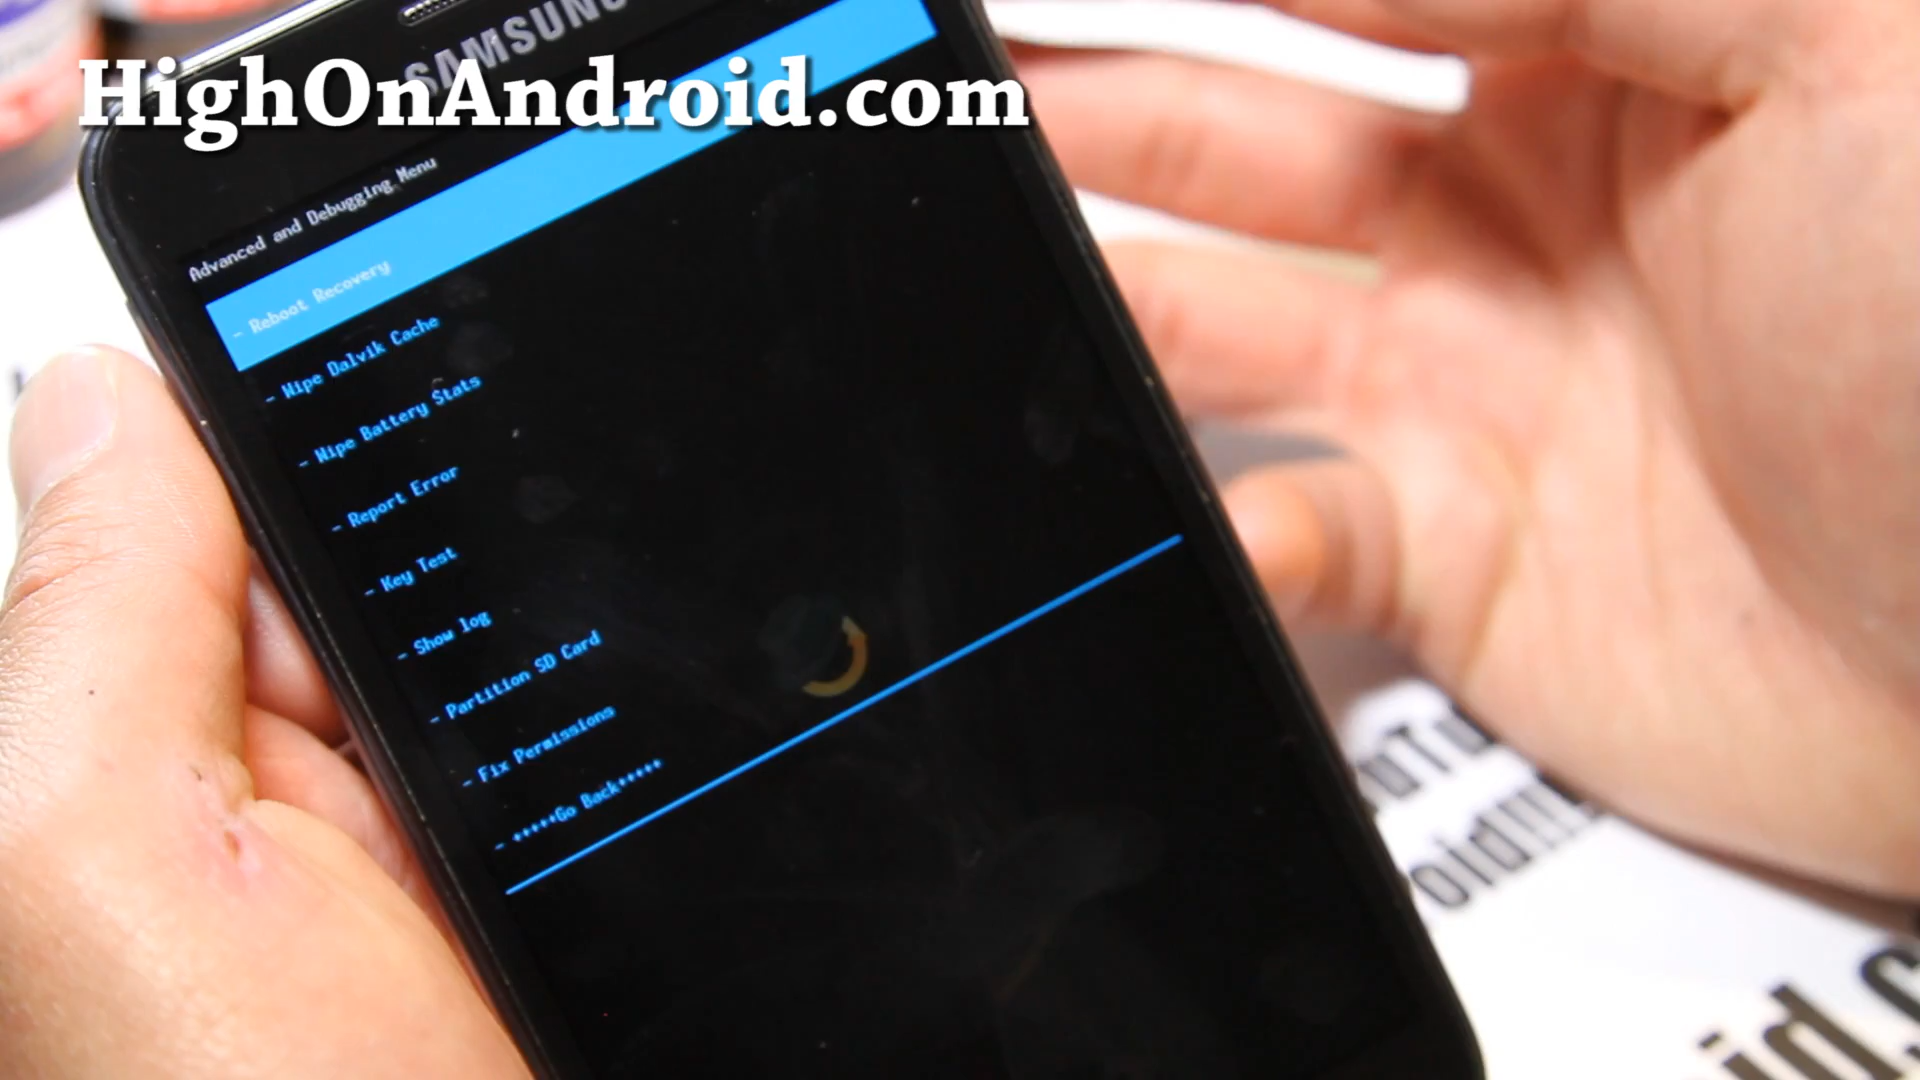 SAMSUNG
HighOnAndroid.com
Advanced and Debugging Menu
- Reboot Recovery
- Wipe Dalvik Cache
- Wipe Battery Stats
- Report Error
- Key Test
- Show log
- Partition SD Card
- Fix Permissions
- +++++Go Back+++++